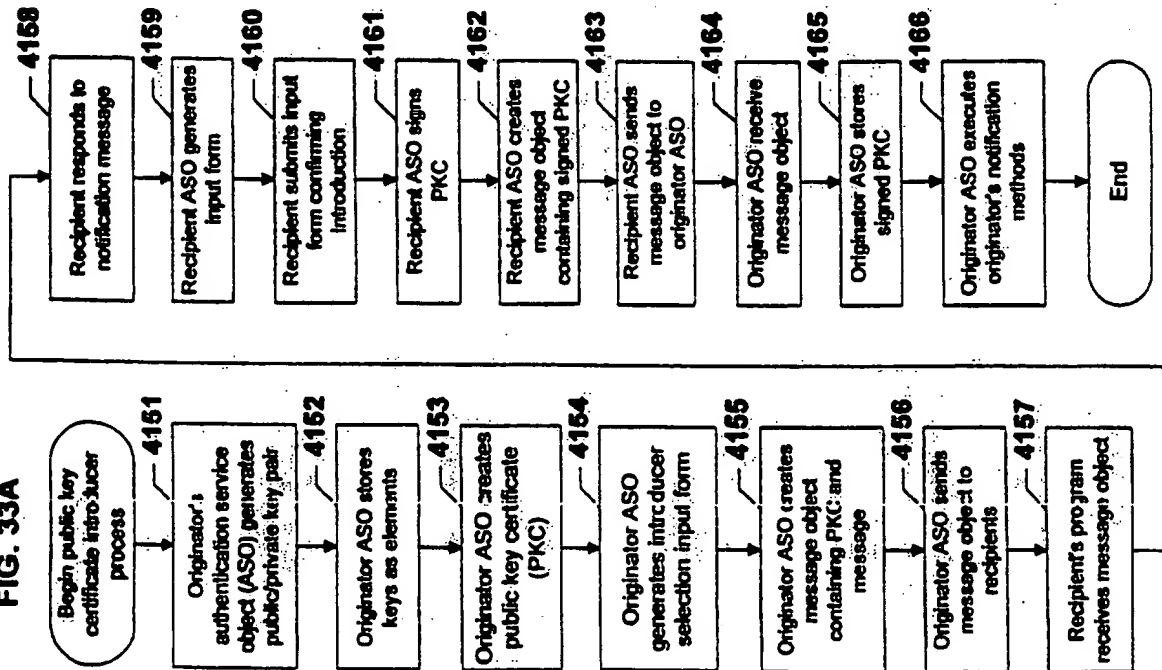 FIG. 33A
Begin public key
certificate introducer
process
4151
Originator's
authentication service
object (ASO) generates
public/private key pair
4152
Originator ASO stores
keys as elements
4153
Originator ASO creates
public key certificate
(PKC)
4154
Originator ASO
generates introducer
selection input form
4155
Originator ASO creates
message object
containing PKC and
message
4156
Originator ASO sends
message object to
recipients
4157
Recipient's program
receives message object
4158
Recipient responds to
notification message
4159
Recipient ASO generates
Input form
4160
Recipient submits input
form confirming
Introduction
4161
Recipient ASO signs
PKC
4162
Recipient ASO creates
message object
containing signed PKC
4163
Recipient ASO sends
message object to
originator ASO
4164
Originator ASO receive
message object
4165
Originator ASO stores
signed PKC
4166
Originator ASO executes
originator's notification
methods
End